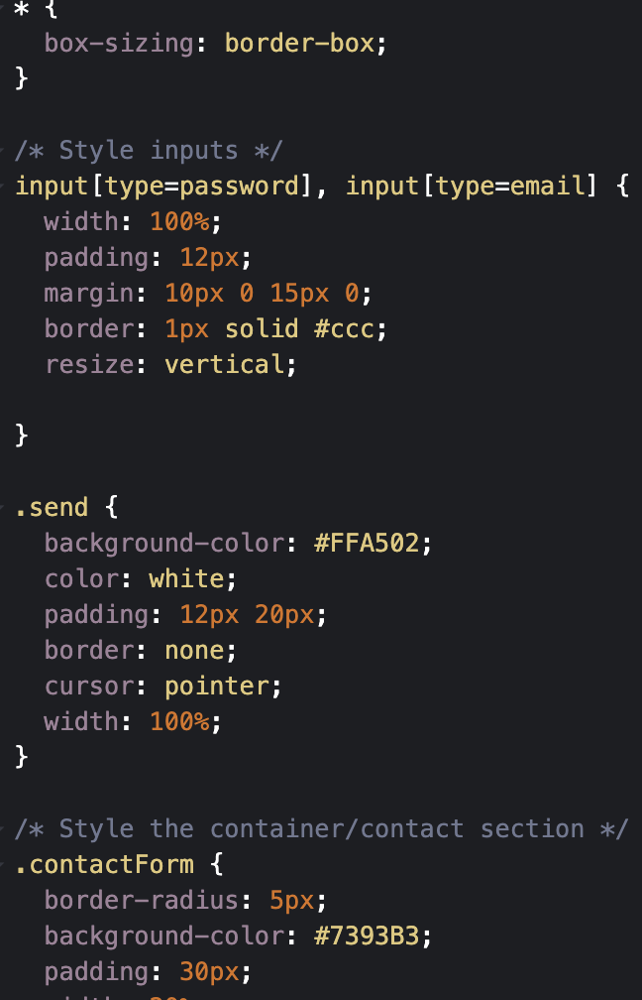 * {
  box-sizing: border-box;
}

/* Style inputs */
input[type=password], input[type=email] {
  width: 100%;
  padding: 12px;
  margin: 10px 0 15px 0;
  border: 1px solid #ccc;
  resize: vertical;

}

.send {
  background-color: #FFA502;
  color: white;
  padding: 12px 20px;
  border: none;
  cursor: pointer;
  width: 100%;
}

/* Style the container/contact section */
.contactForm {
  border-radius: 5px;
  background-color: #7393B3;
  padding: 30px;